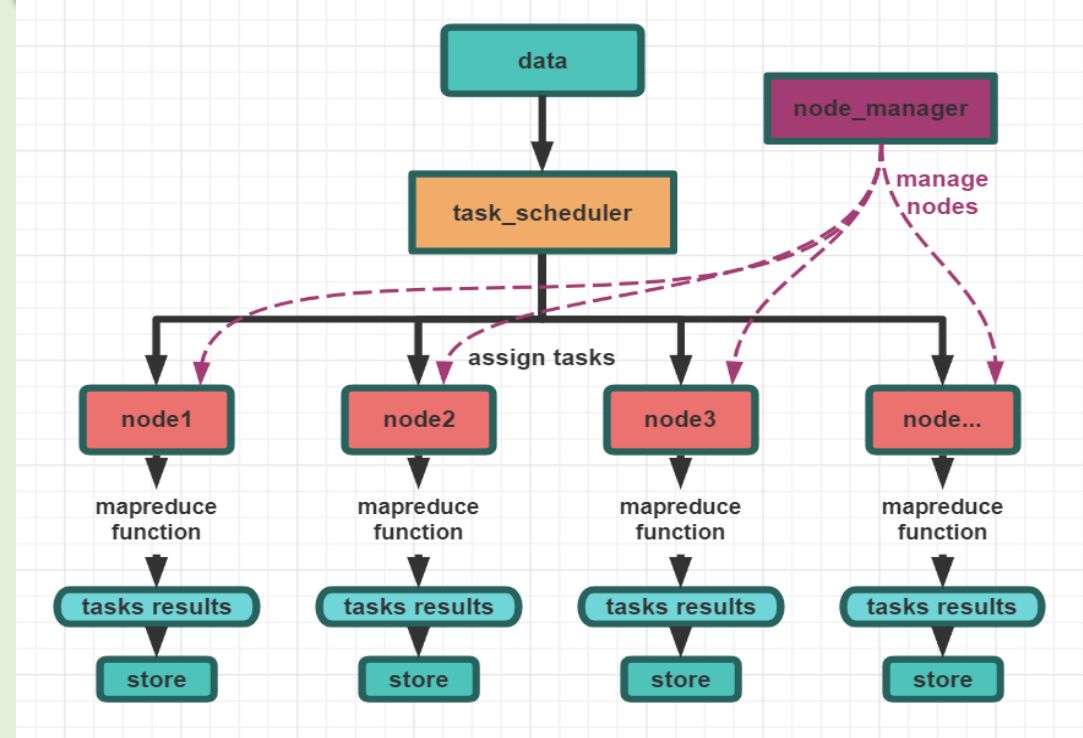 data
node_manager
manage
nodes
task_scheduler
assign tasks
node1
node2
node3
node...
mapreduce
function
mapreduce
function
mapreduce
function
mapreduce
function
tasks results
tasks results
tasks results
tasks results
store
store
store
store